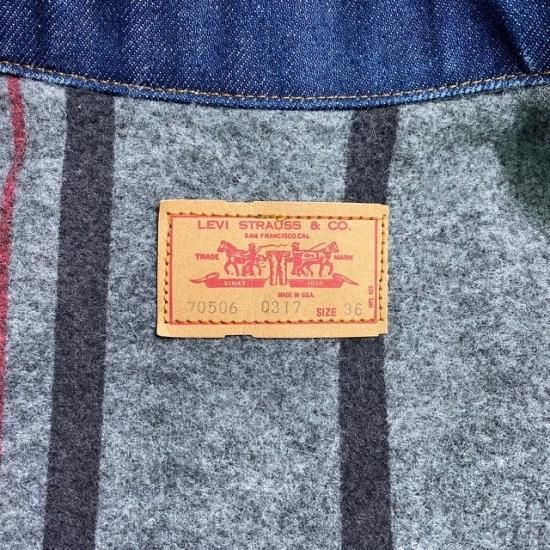 LEVI STRAUSS & CO.
SAN FRANCISCO, CAL
TRADE MARK
SINCE 1850
MADE IN U.S.A.
70506 0317 SIZE 36